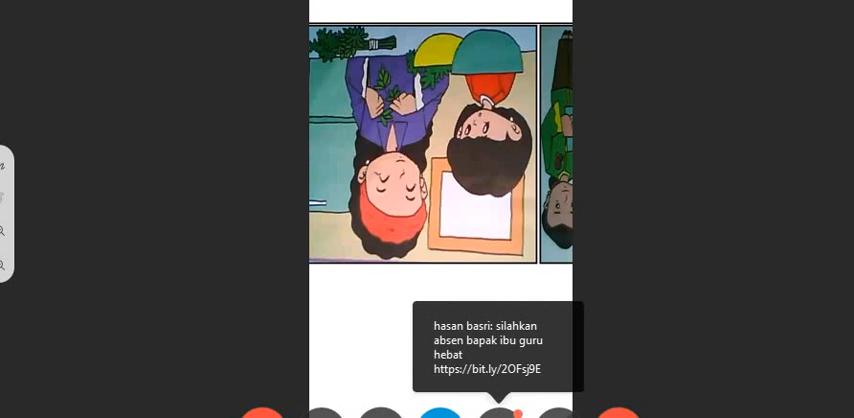 hasan basri: silahkan
absen bapak ibu guru
hebat
https://bit.ly/2OFsj9E